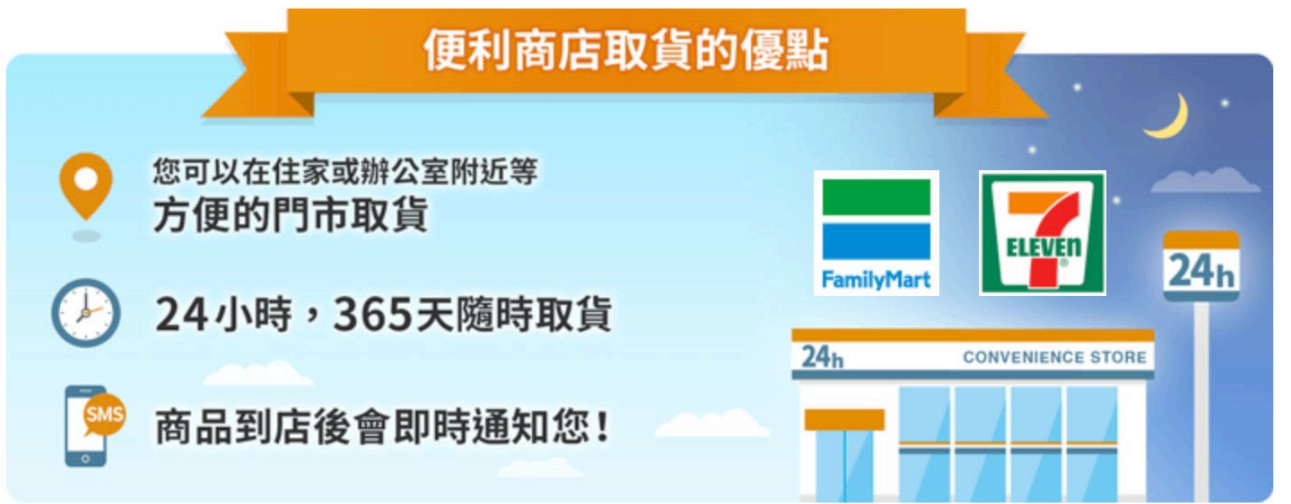 便利商店取貨的優點
您可以在住家或辦公室附近等
方便的門市取貨
24小時，365天隨時取貨
SMS
商品到店後會即時通知您！
FamilyMart
7
ELEVEn
®
24h
24h
CONVENIENCE STORE